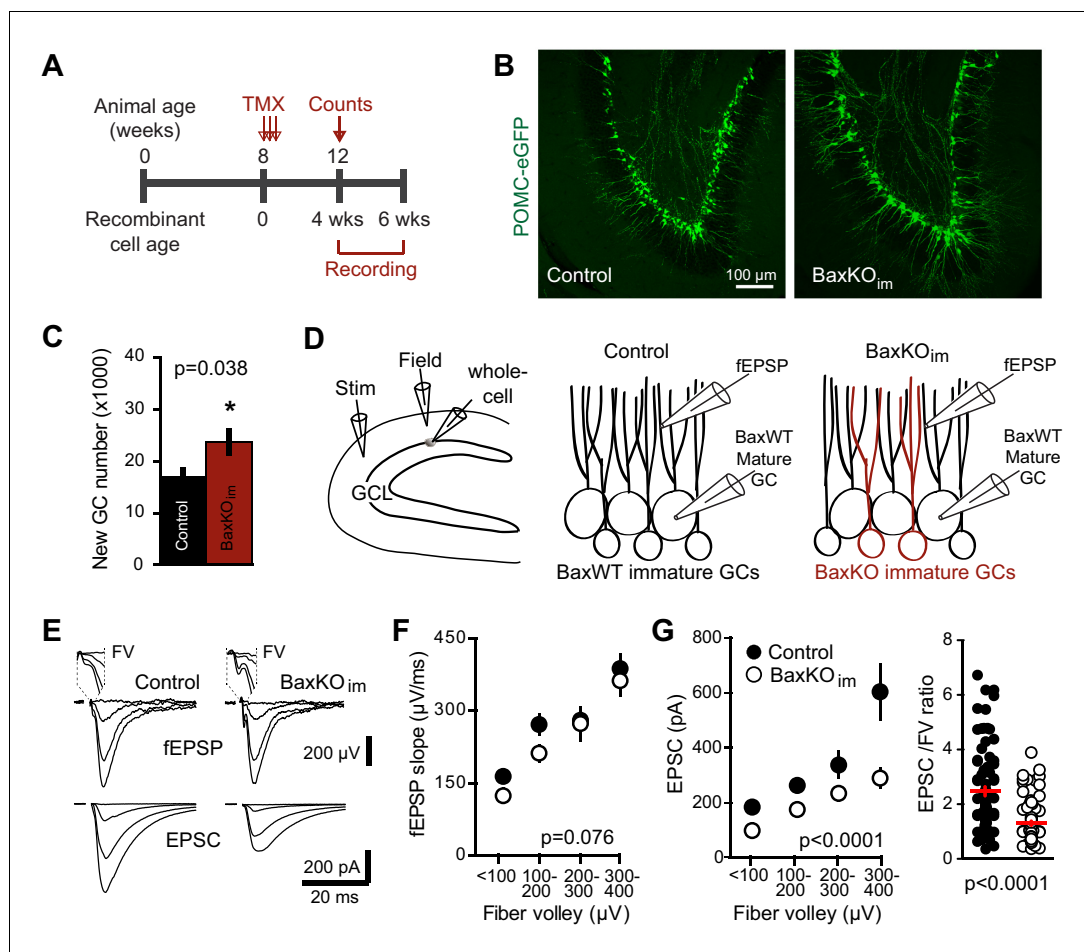 A
Animal age
(weeks)
TMX
Counts
0
8
12
Recombinant
cell age
0
4 wks
6 wks
Recording
B
POMC-eGFP
Control
100 µm
BaxKOim
C
New GC number (x1000)
40
30
20
10
0
p=0.038
*
Control
BaxKOim
D
Stim
Field
whole-
cell
GCL
Control
fEPSP
BaxWT
Mature
GC
BaxWT immature GCs
BaxKOim
fEPSP
BaxWT
Mature
GC
BaxKO immature GCs
E
FV
FV
Control
BaxKOim
fEPSP
200 µV
EPSC
200 pA
20 ms
F
fEPSP slope (µV/ms)
450
300
150
0
p=0.076
<100
100-
200
200-
300
300-
400
Fiber volley (µV)
G
EPSC (pA)
800
600
400
200
0
Control
BaxKOim
p<0.0001
<100
100-
200
200-
300
300-
400
Fiber volley (µV)
EPSC /FV ratio
8
6
4
2
0
p<0.0001